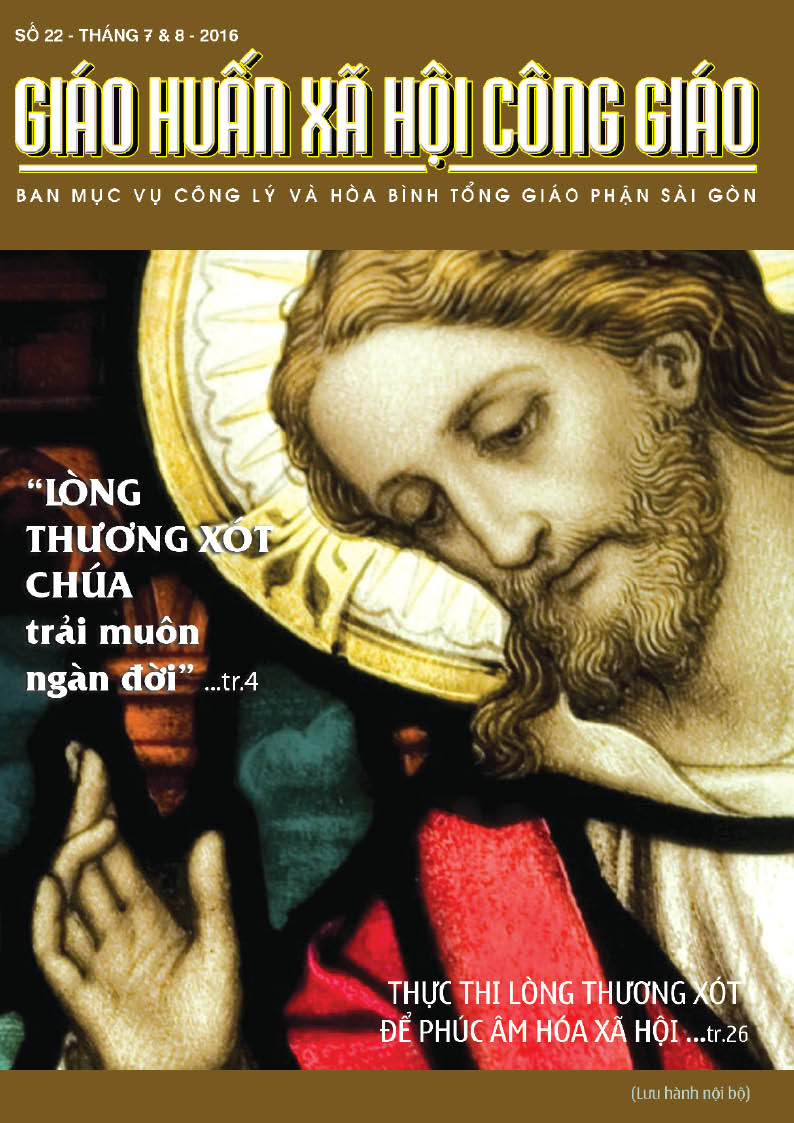 SỐ 22 - THÁNG 7 & 8 - 2016
GIÁO HUẤN XÃ HỘI CÔNG GIÁO
BAN MỤC VỤ CÔNG LÝ VÀ HÒA BÌNH TỔNG GIÁO PHẬN SÀI GÒN
“LÒNG
THƯƠNG XÓT
CHÚA
trải muôn
ngàn đời” ...tr.4
THỰC THI LÒNG THƯƠNG XÓT
ĐỂ PHÚC ÂM HÓA XÃ HỘI ...tr.26
(Lưu hành nội bộ)